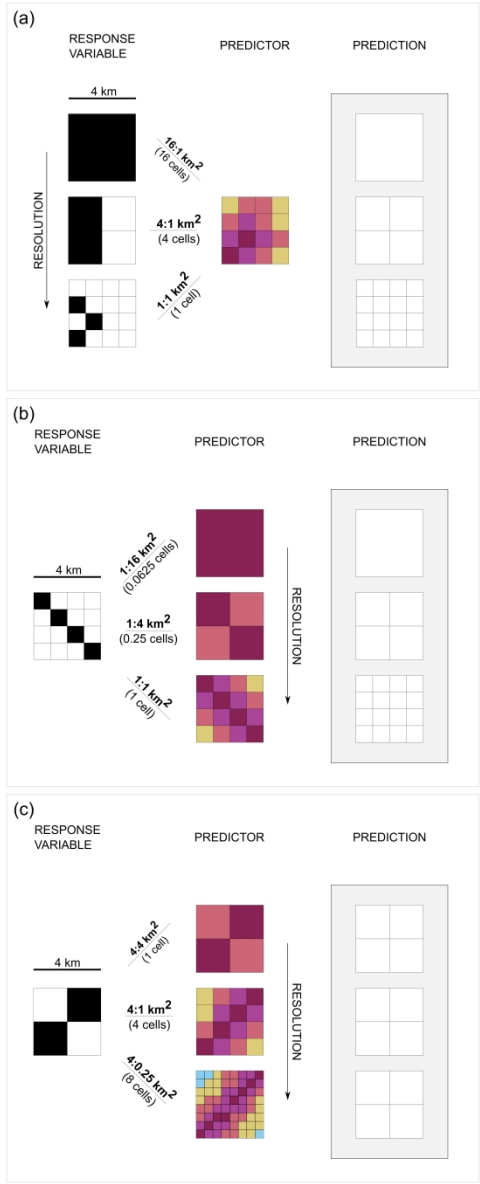 (a)
RESPONSE
VARIABLE
PREDICTOR
PREDICTION
4 km
16:1 km²
(16 cells)
RESOLUTION
4:1 km²
(4 cells)
1:1 km²
(1 cell)
(b)
RESPONSE
VARIABLE
PREDICTOR
PREDICTION
1:16 km²
(0.0625 cells)
4 km
1:4 km²
(0.25 cells)
RESOLUTION
1:1 km²
(1 cell)
(c)
RESPONSE
VARIABLE
PREDICTOR
PREDICTION
4:4 km²
(1 cell)
4 km
4:1 km²
(4 cells)
RESOLUTION
4:0.25 km²
(8 cells)